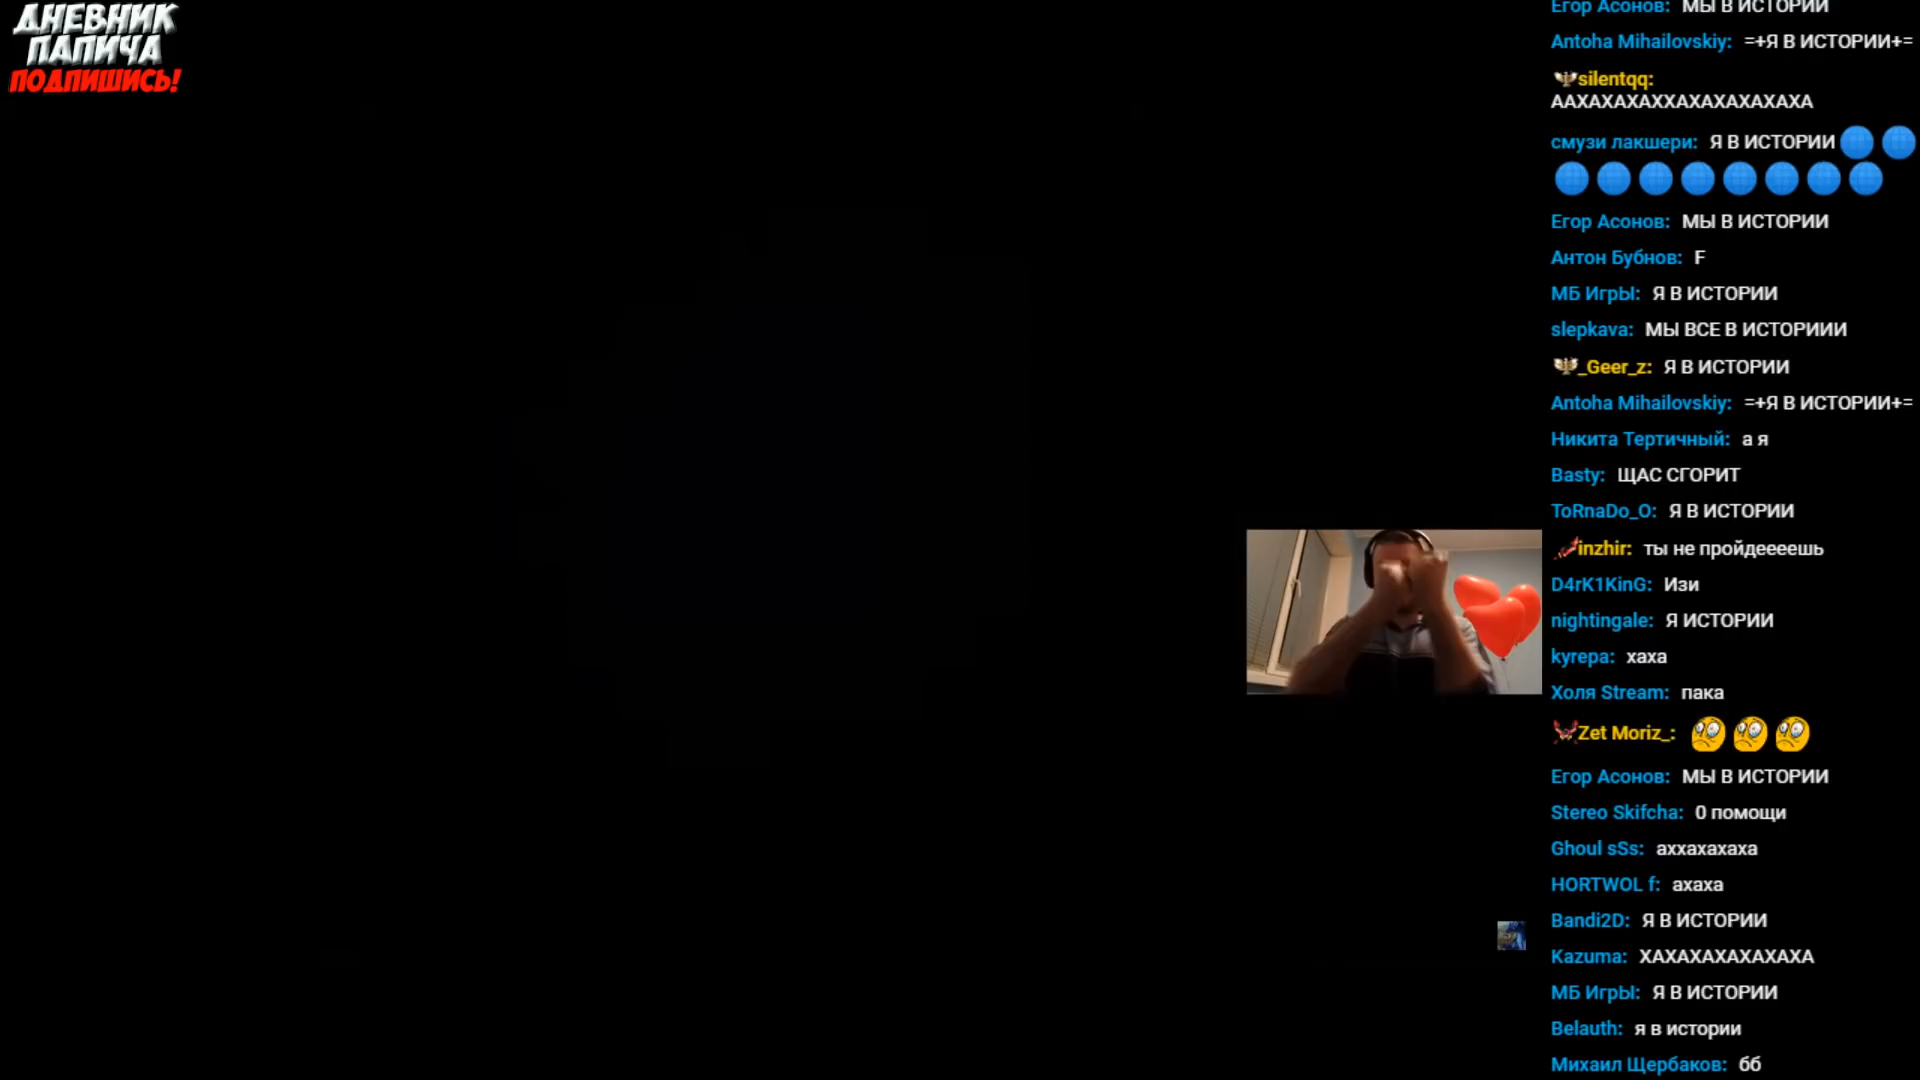 ДНЕВНИК
ПАПИЧА
ПОДПИШИСЬ!
Егор Асонов: МЫ В ИСТОРИИ
Antoha Mihailovskiy: =+Я В ИСТОРИИ+=
silentqq:
ААХАХАХАХХАХАХАХАХАХА
смузи лакшери: Я В ИСТОРИИ
Егор Асонов: МЫ В ИСТОРИИ
Антон Бубнов: F
МБ ИгрЫ: Я В ИСТОРИИ
slepkava: МЫ ВСЕ В ИСТОРИИИ
_Geer_z: Я В ИСТОРИИ
Antoha Mihailovskiy: =+Я В ИСТОРИИ+=
Никита Тертичный: а я
Basty: ЩАС СГОРИТ
ToRnaDo_O: Я В ИСТОРИИ
inzhir: ты не пройдеееешь
D4rK1KinG: Изи
nightingale: Я ИСТОРИИ
kyrepa: хаха
Холя Stream: пака
Zet Moriz_:
Егор Асонов: МЫ В ИСТОРИИ
Stereo Skifcha: 0 помощи
Ghoul sSs: аххахахаха
HORTWOL f: ахаха
Bandi2D: Я В ИСТОРИИ
Kazuma: ХАХАХАХАХАХАХА
МБ ИгрЫ: Я В ИСТОРИИ
Belauth: я в истории
Михаил Щербаков: бб